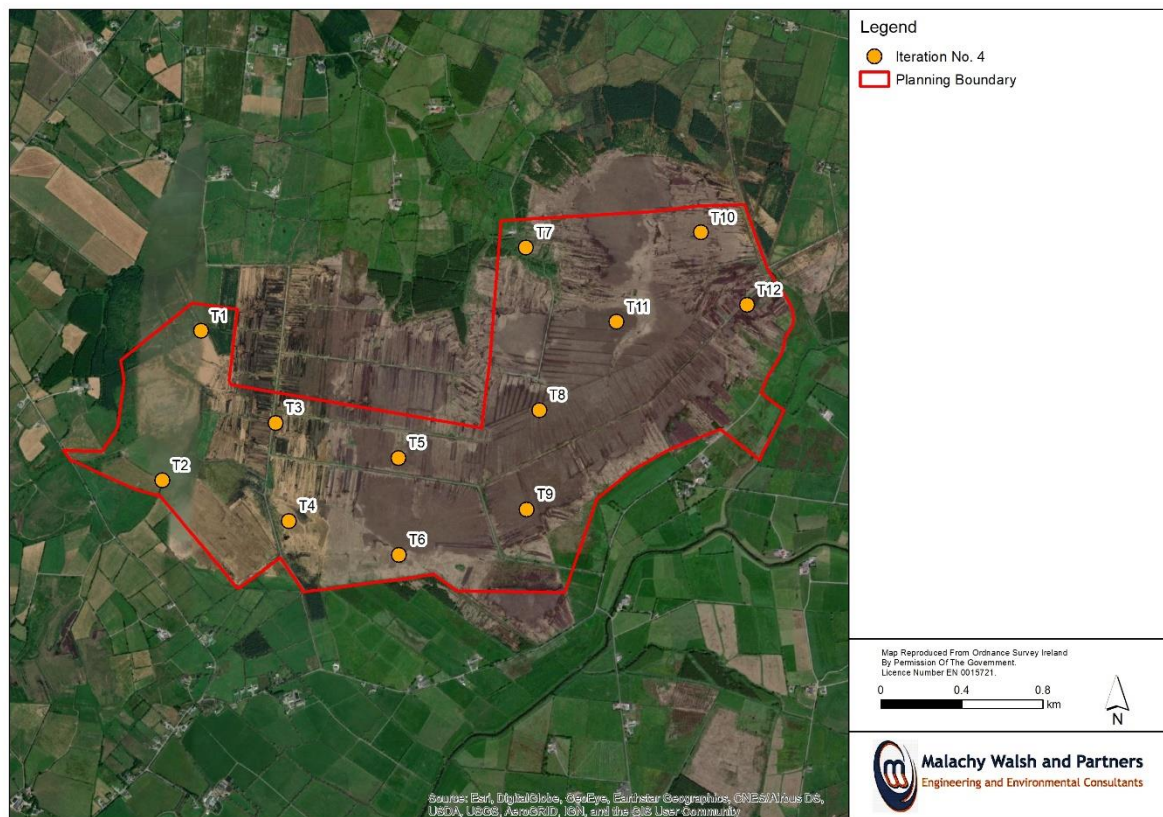 Legend
Iteration No. 4
Planning Boundary
T10
T7
T12
T11
T1
T8
T3
T5
T2
T9
T4
T6
Map Reproduced From Ordnance Survey Ireland
By Permission Of The Government.
Licence Number EN 0015721.
0 0.4 0.8
km
N
Malachy Walsh and Partners
Engineering and Environmental Consultants
Source: Esri, DigitalGlobe, GeoEye, Earthstar Geographics, CNES/Airbus DS,
USDA, USGS, AeroGRID, IGN, and the GIS User Community